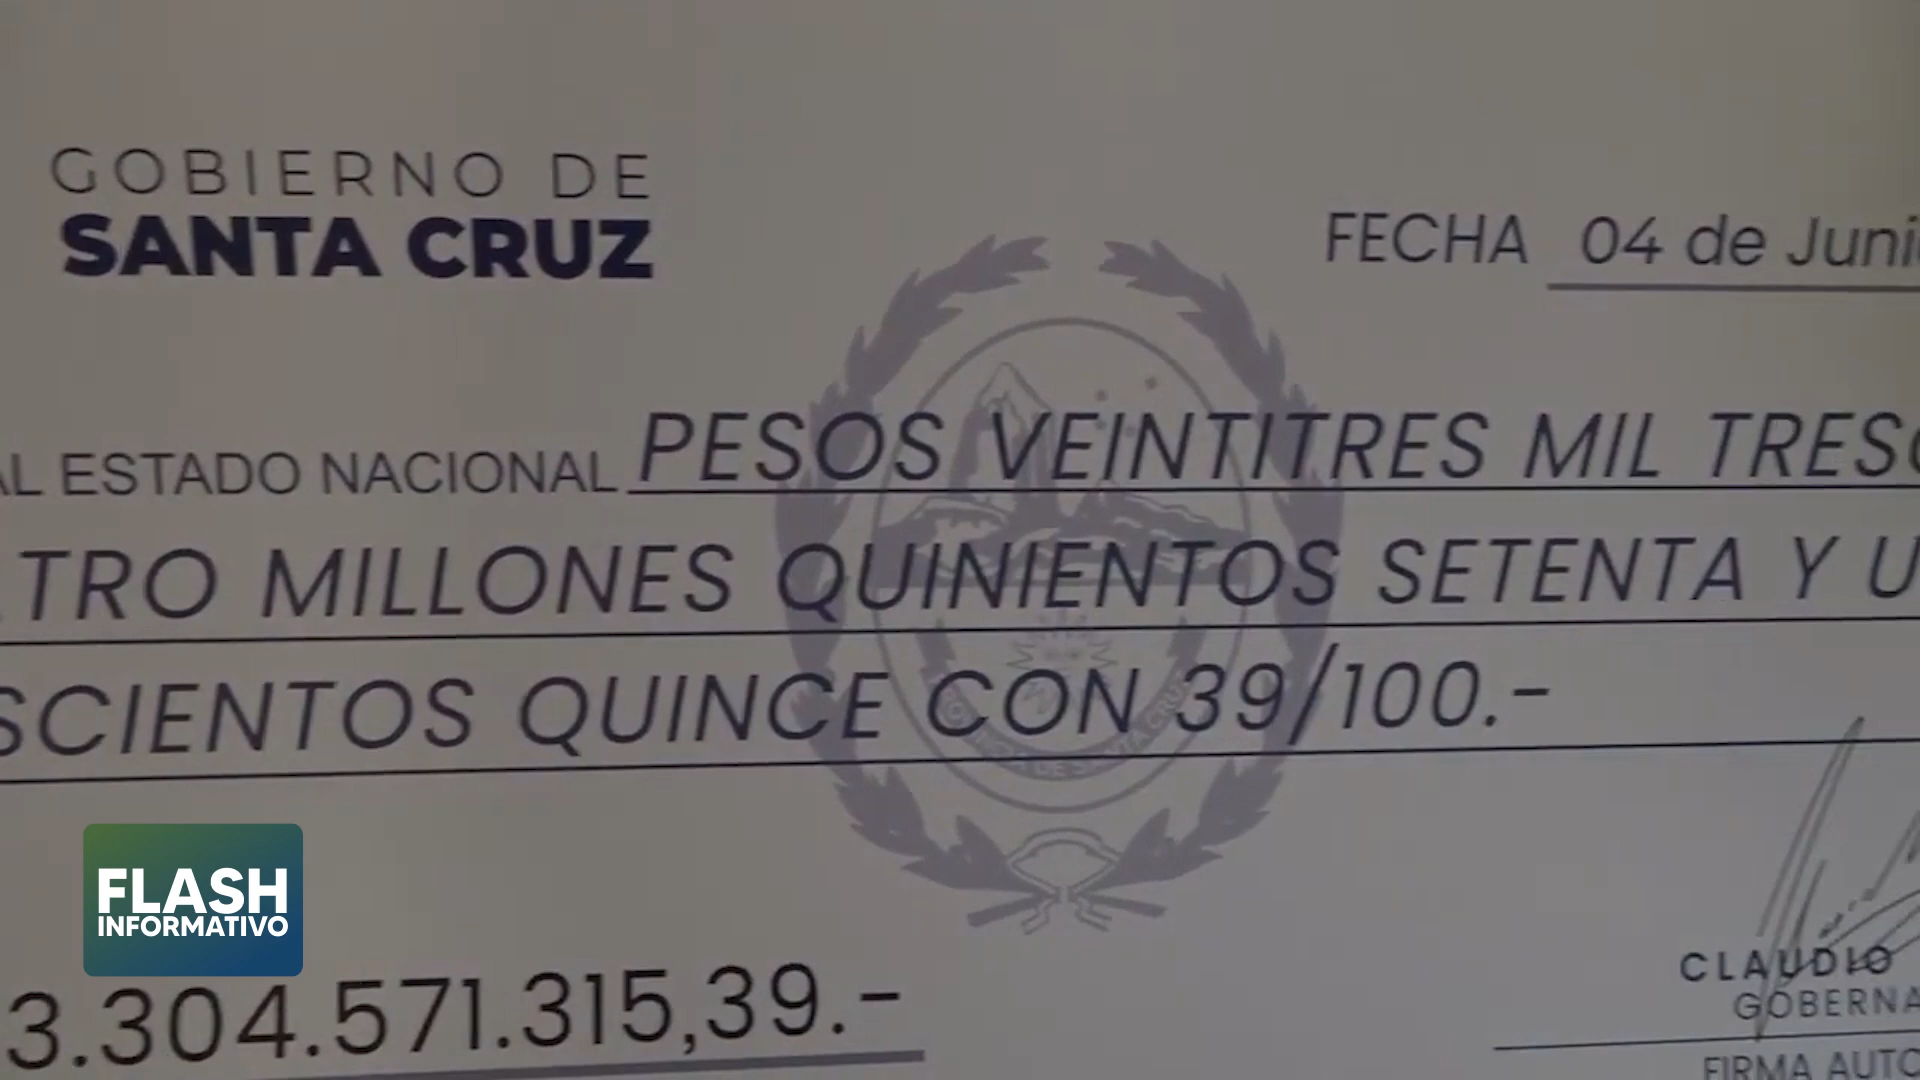 GOBIERNO DE
SANTA CRUZ
FECHA 04 de Juni
AL ESTADO NACIONAL PESOS VEINTITRES MIL TRESC
TRO MILLONES QUINIENTOS SETENTA Y U
SCIENTOS QUINCE CON 39/100.-
FLASH
INFORMATIVO
3.304.571.315,39.-
CLAUDIO
GOBERNA
FIRMA AUTO